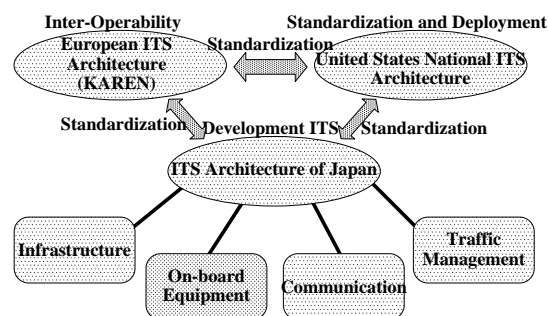 Inter-Operability
Standardization and Deployment
European ITS
Architecture
(KAREN)
Standardization
United States National ITS
Architecture
Standardization
Development ITS
Standardization
ITS Architecture of Japan
Infrastructure
On-board
Equipment
Communication
Traffic
Management